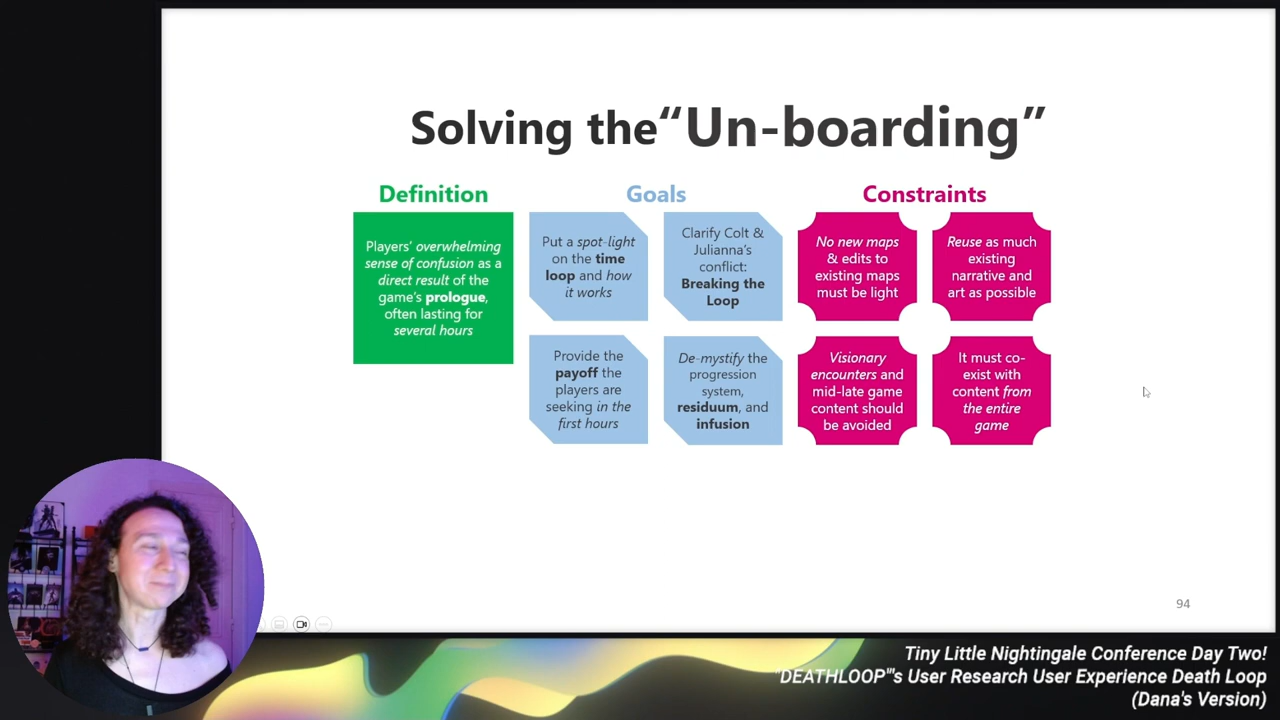 Solving the“Un-boarding”
Definition
Goals
Constraints
Players’ overwhelming
sense of confusion as a
direct result of the
game’s prologue,
often lasting for
several hours
Put a spot-light
on the time
loop and how
it works
Clarify Colt &
Julianna’s
conflict:
Breaking the
Loop
No new maps
& edits to
existing maps
must be light
Reuse as much
existing
narrative and
art as possible
Provide the
payoff the
players are
seeking in the
first hours
De-mystify the
progression
system,
residuum, and
infusion
Visionary
encounters and
mid-late game
content should
be avoided
It must co-
exist with
content from
the entire
game
94
Tiny Little Nightingale Conference Day Two!
"DEATHLOOP"'s User Research User Experience Death Loop
(Dana's Version)